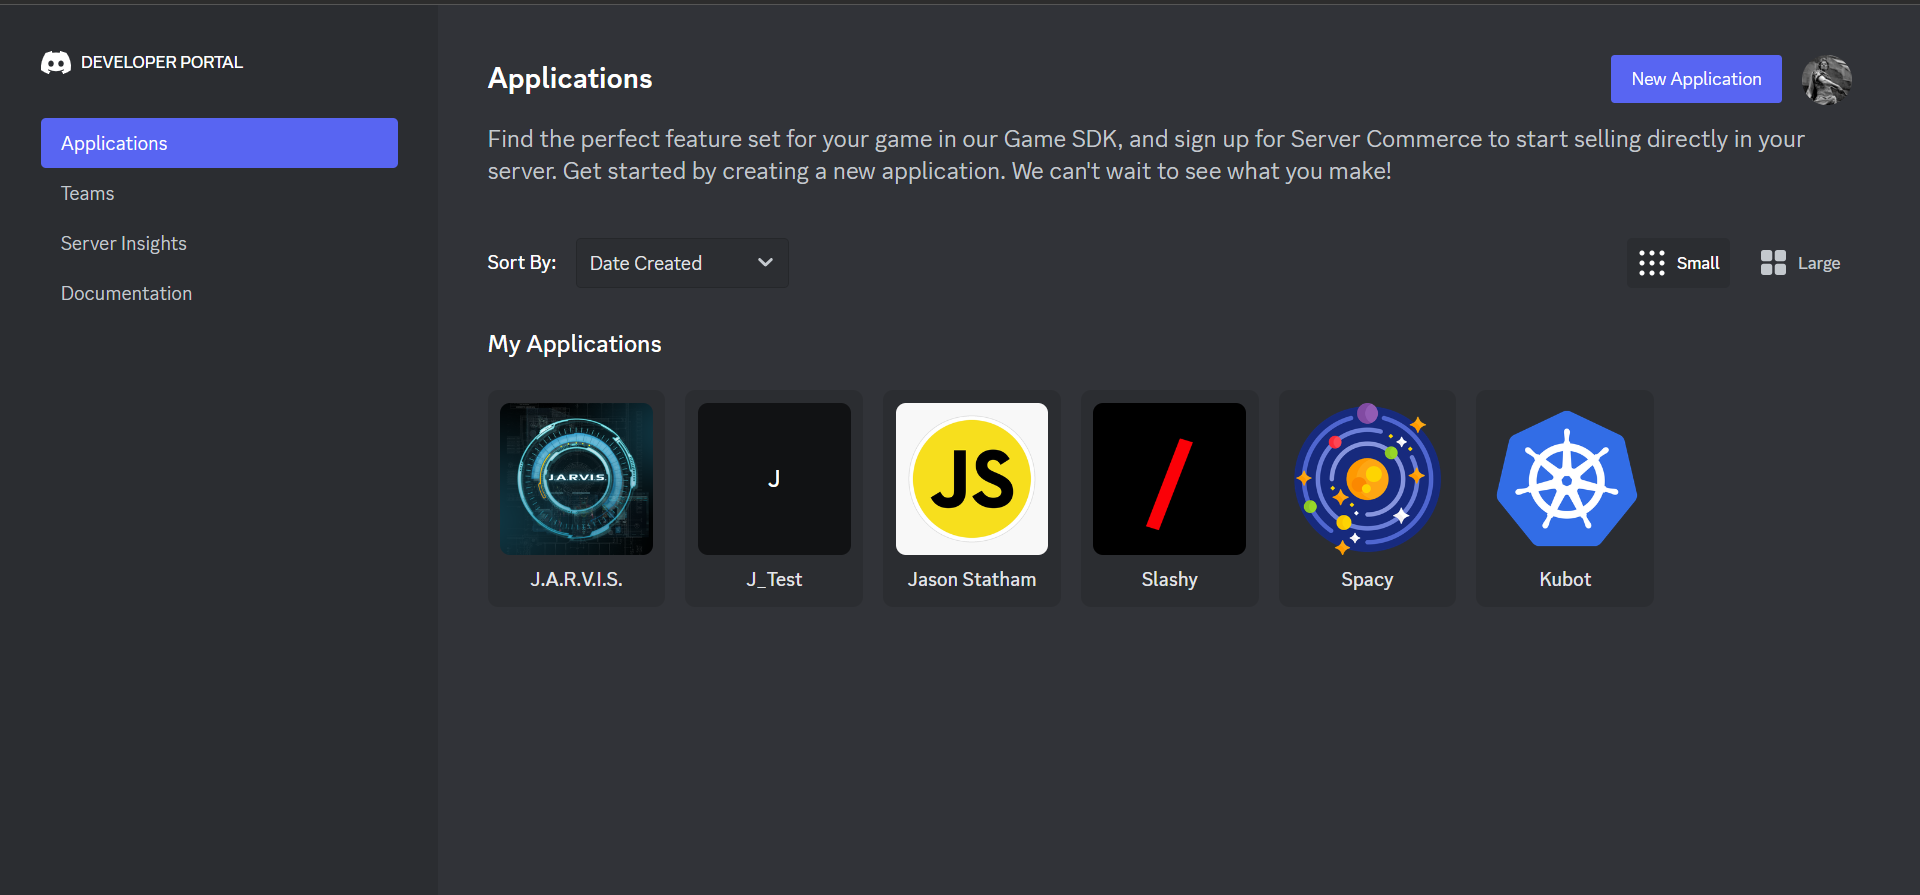 DEVELOPER PORTAL
Applications
Teams
Server Insights
Documentation
Applications
New Application
Find the perfect feature set for your game in our Game SDK, and sign up for Server Commerce to start selling directly in your
server. Get started by creating a new application. We can't wait to see what you make!
Sort By: Date Created
Small Large
My Applications
J.A.R.V.I.S.
J
JS
J.A.R.V.I.S. J_Test Jason Statham Slashy Spacy Kubot